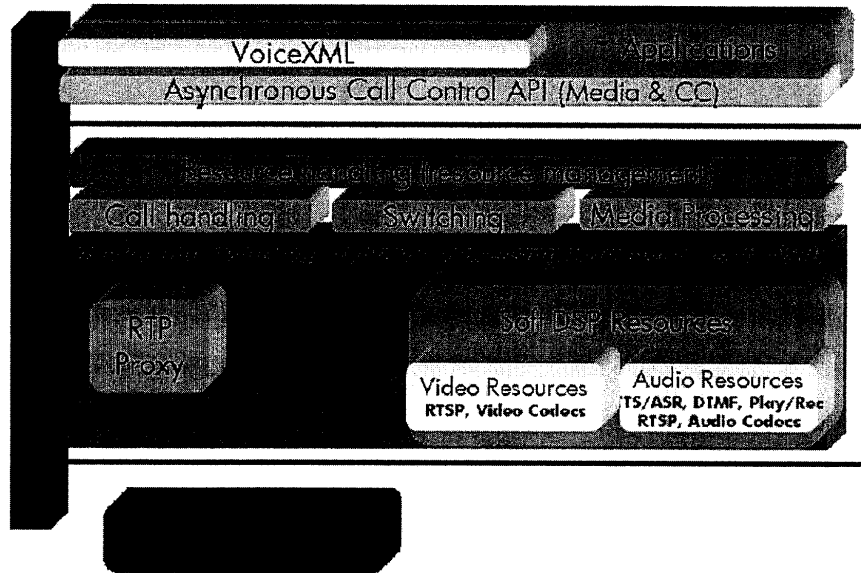 VoiceXML
Applications
Asynchronous Call Control API (Media & CC)
Resource handling (resource management)
Call handling
Switching
Media Processing
RTP
Proxy
Soft DSP Resources
Video Resources
RTSP, Video Codecs
Audio Resources
TTS/ASR, DTMF, Play/Rec
RTSP, Audio Codecs